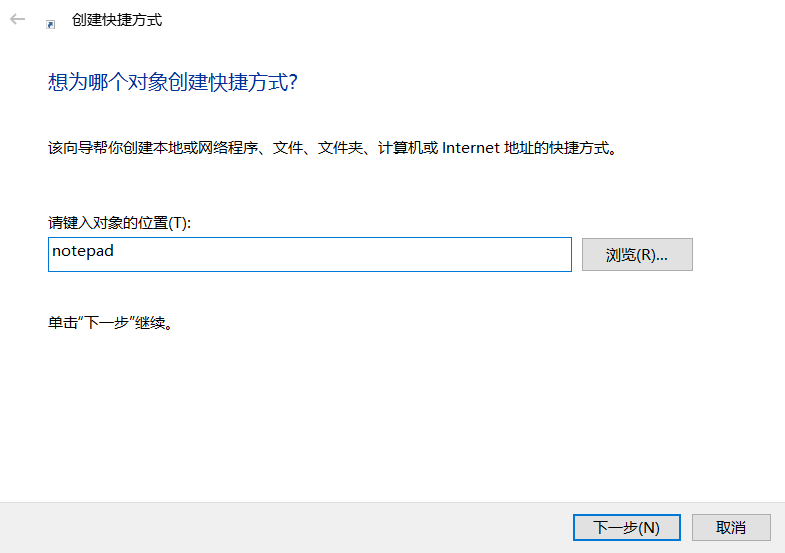 创建快捷方式
想为哪个对象创建快捷方式?
该向导帮你创建本地或网络程序、文件、文件夹、计算机或 Internet 地址的快捷方式。
请键入对象的位置(T):
notepad
浏览(R)...
单击“下一步”继续。
下一步(N)
取消